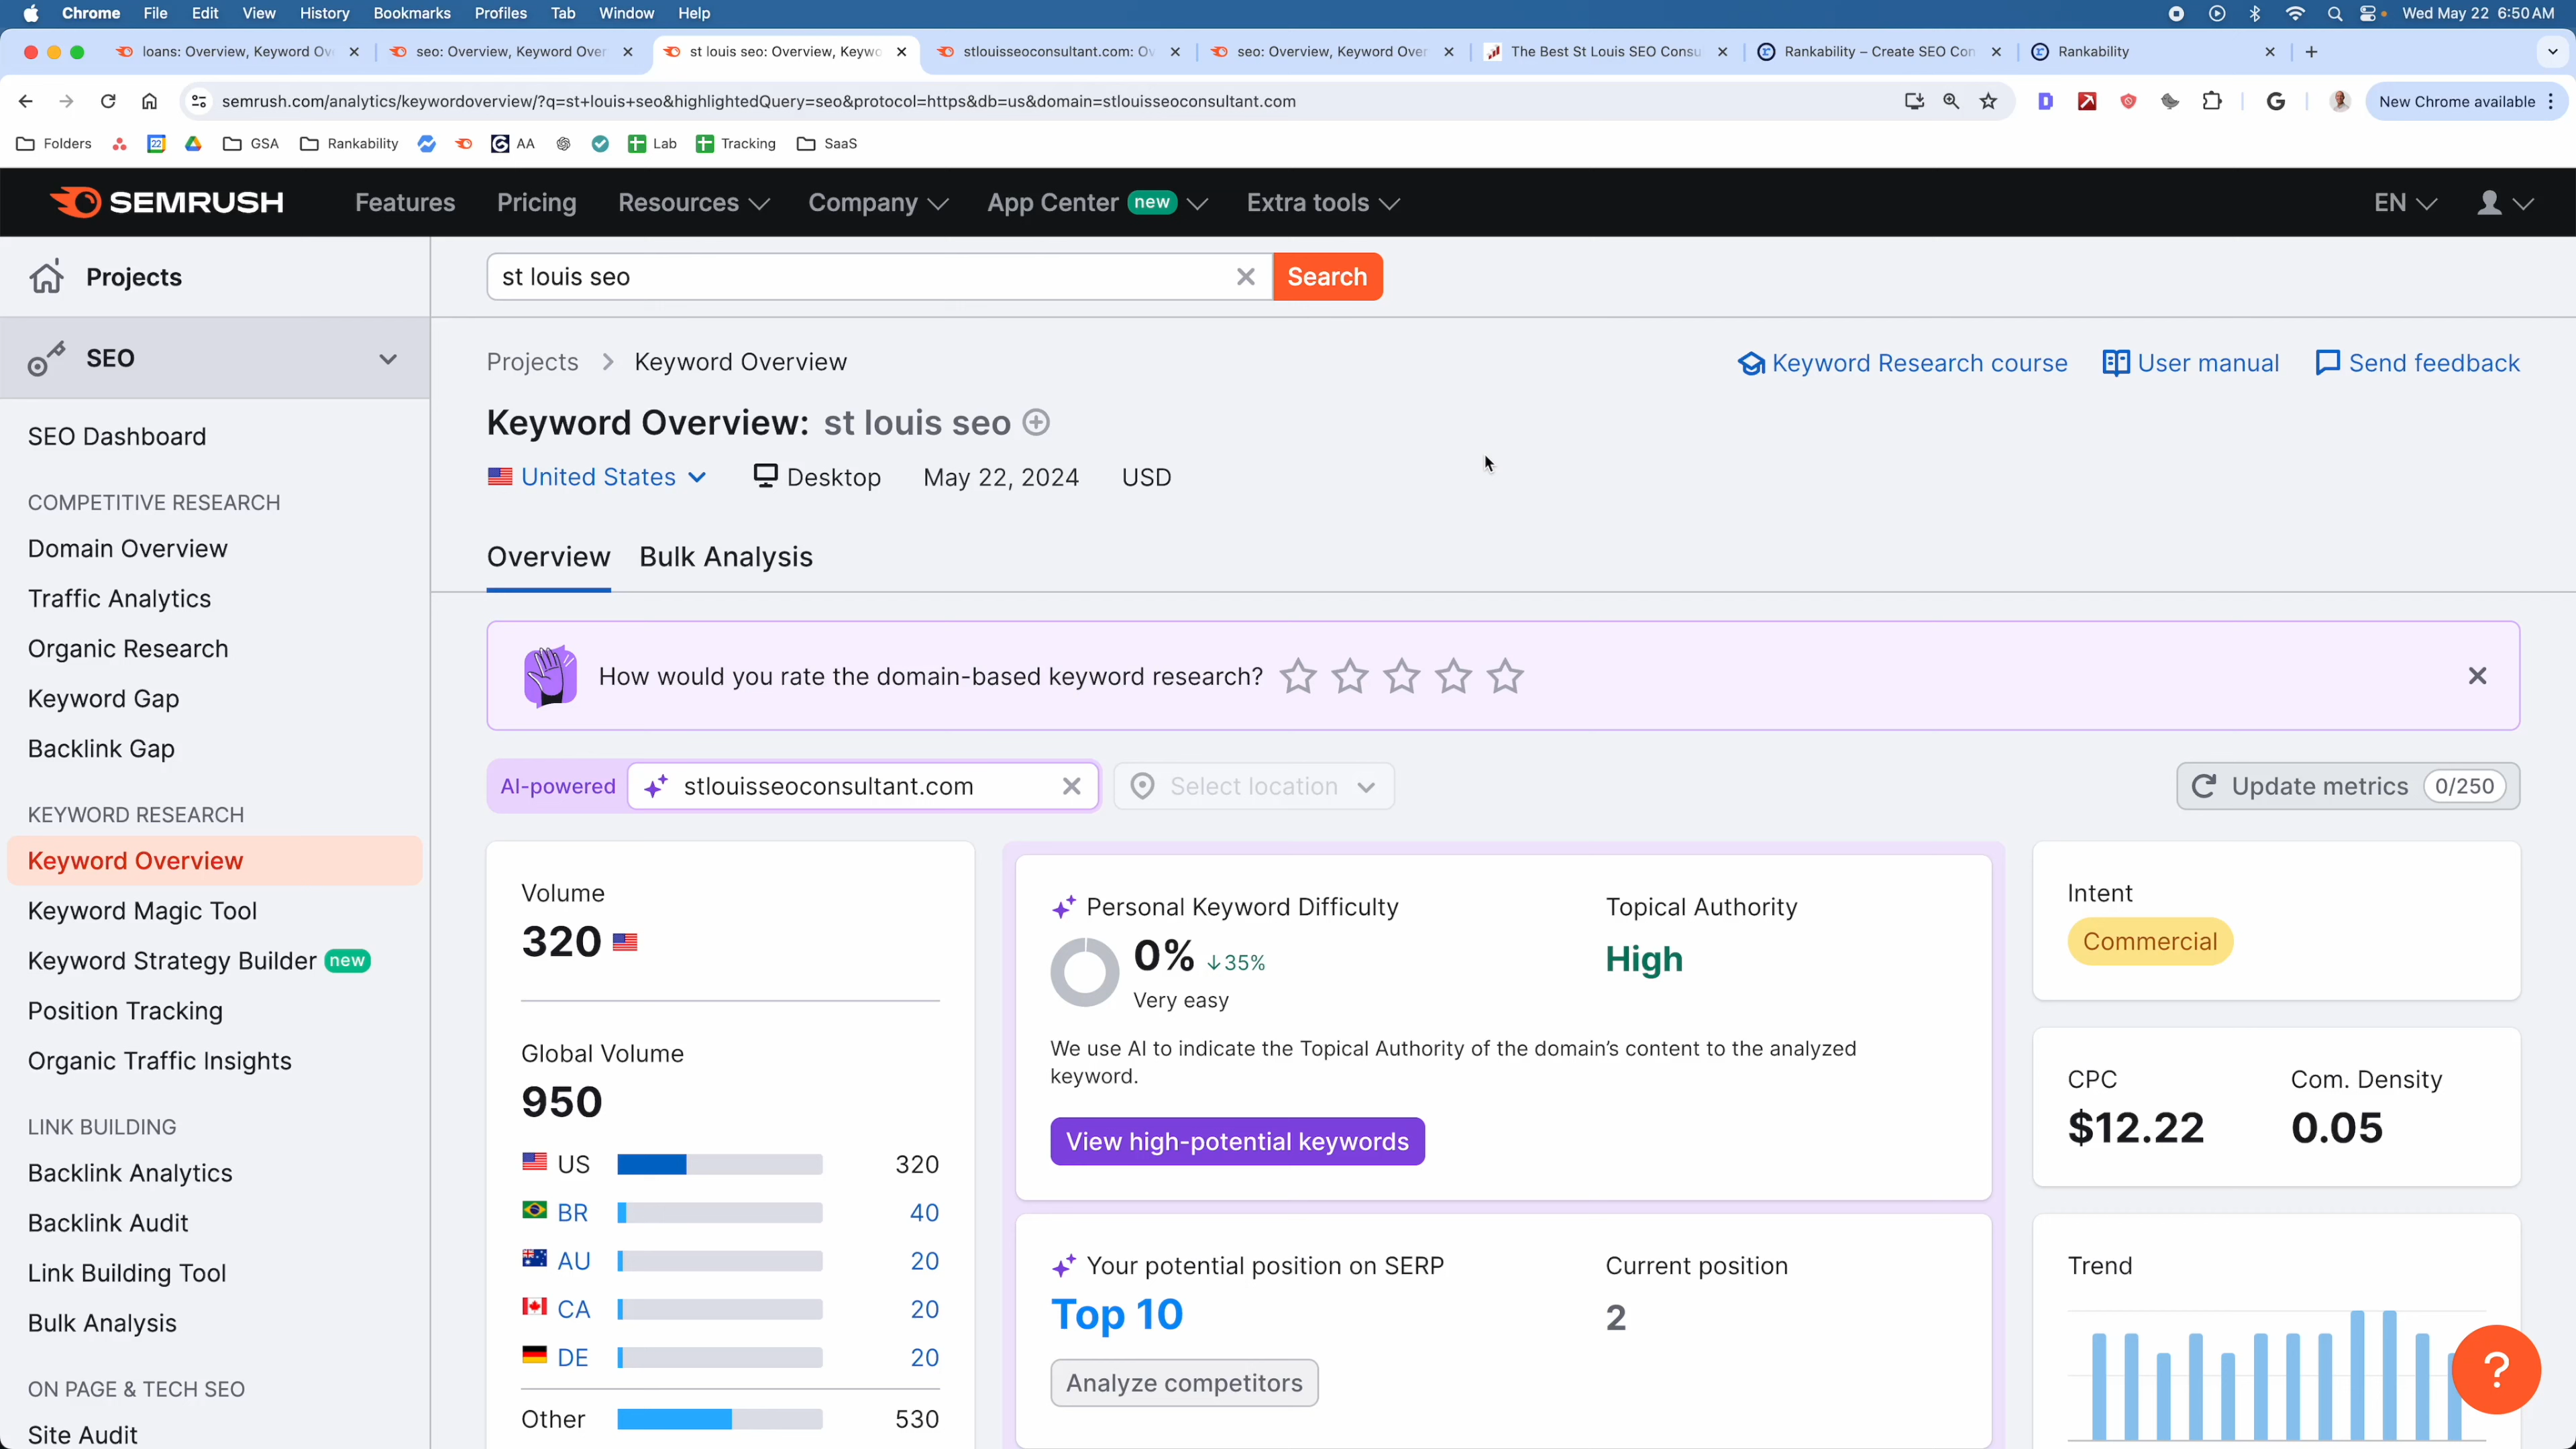 Chrome File Edit View History Bookmarks Profiles Tab Window Help Wed May 22 6:50 AM
loans: Overview, Keyword Ov seo: Overview, Keyword Over st louis seo: Overview, Keywo stlouisseoconsultant.com: Ov seo: Overview, Keyword Over The Best St Louis SEO Consu Rankability – Create SEO Con Rankability
semrush.com/analytics/keywordoverview/?q=st+louis+seo&highlightedQuery=seo&protocol=https&db=us&domain=stlouisseoconsultant.com New Chrome available
Folders 22 GSA Rankability AA Lab Tracking SaaS
SEMRUSH Features Pricing Resources Company App Center new Extra tools EN
Projects
st louis seo Search
SEO
Projects Keyword Overview Keyword Research course User manual Send feedback
Keyword Overview: st louis seo
United States Desktop May 22, 2024 USD
Overview Bulk Analysis
SEO Dashboard
COMPETITIVE RESEARCH
Domain Overview
Traffic Analytics
Organic Research
Keyword Gap
Backlink Gap
KEYWORD RESEARCH
Keyword Overview
Keyword Magic Tool
Keyword Strategy Builder new
Position Tracking
Organic Traffic Insights
LINK BUILDING
Backlink Analytics
Backlink Audit
Link Building Tool
Bulk Analysis
ON PAGE & TECH SEO
Site Audit
How would you rate the domain-based keyword research?
AI-powered stlouisseoconsultant.com Select location Update metrics 0/250
Volume
320
Global Volume
950
US 320
BR 40
AU 20
CA 20
DE 20
Other 530
Personal Keyword Difficulty Topical Authority
0% ↓35% High
Very easy
We use AI to indicate the Topical Authority of the domain's content to the analyzed
keyword.
View high-potential keywords
Your potential position on SERP Current position
Top 10 2
Analyze competitors
Intent
Commercial
CPC Com. Density
$12.22 0.05
Trend
?